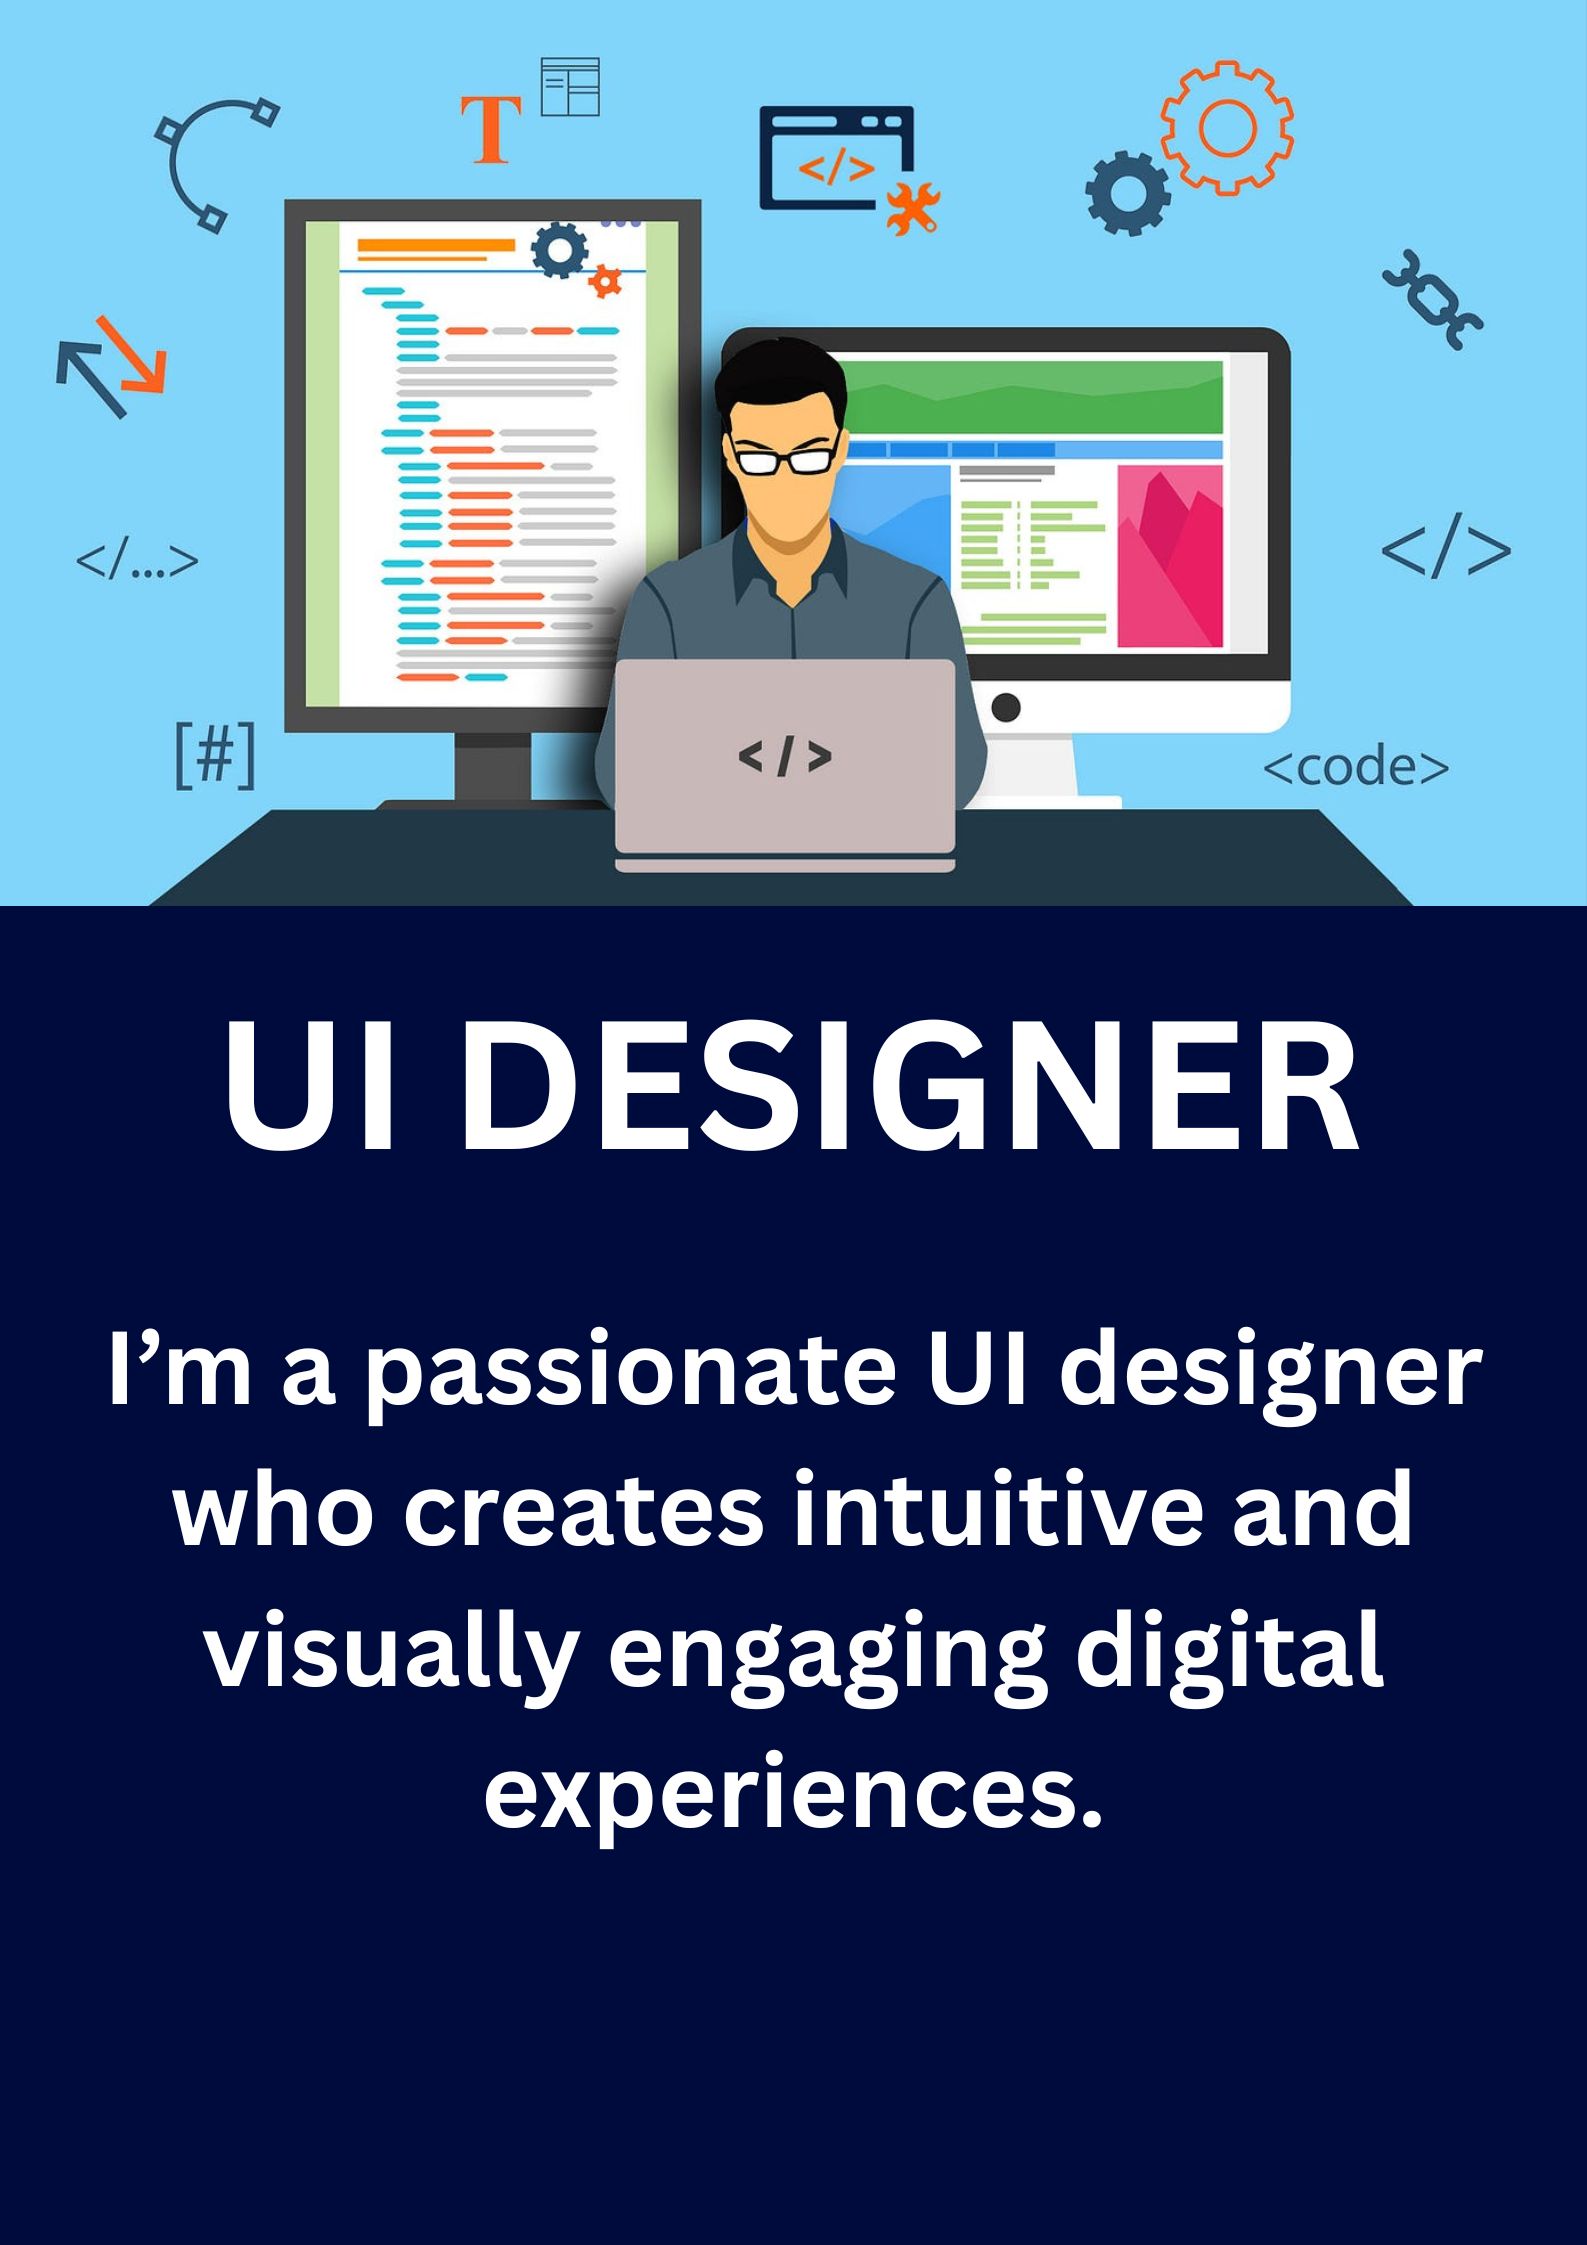 T
</>
</...>
</>
[#]
</>
<code>
UI DESIGNER
I’m a passionate UI designer
who creates intuitive and
visually engaging digital
experiences.